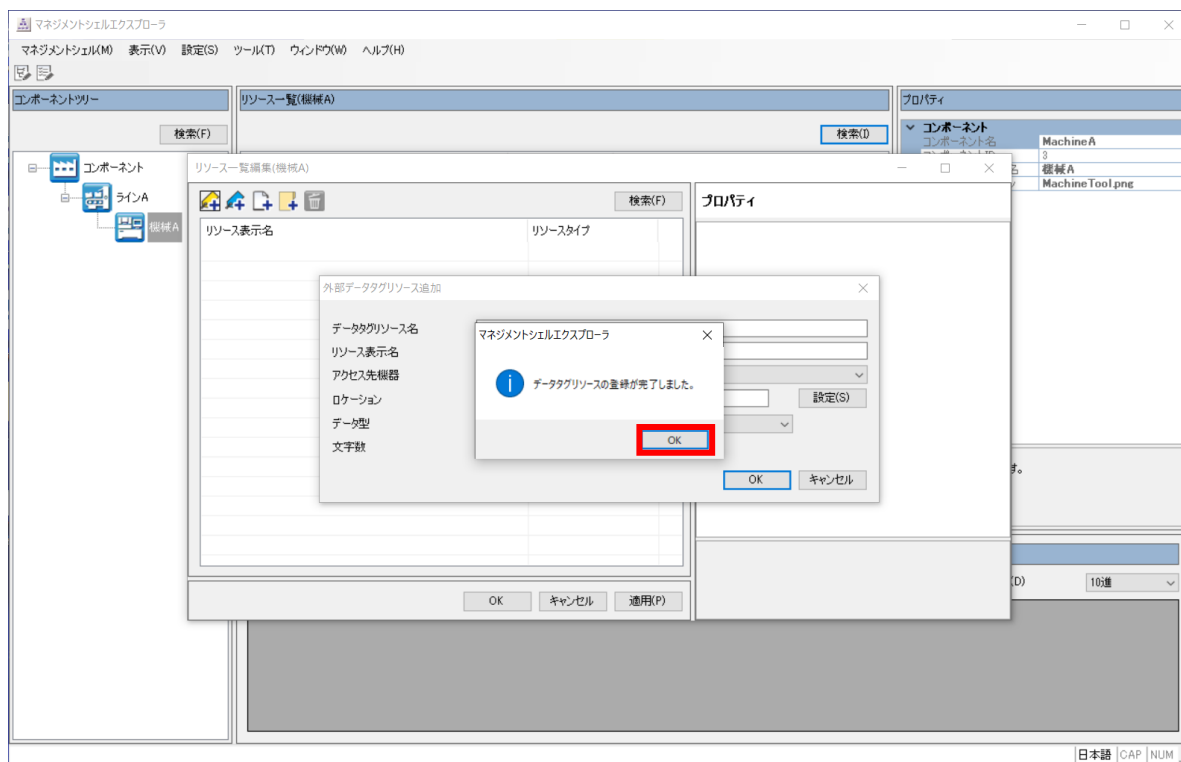 マネジメントシェルエクスプローラ
マネジメントシェル(M) 表示(V) 設定(S) ツール(T) ウィンドウ(W) ヘルプ(H)
コンポーネントツリー
検索(F)
コンポーネント
ラインA
機械A
リソース一覧(機械A)
検索(I)
プロパティ
コンポーネント
コンポーネント名 MachineA
3
機械A
MachineTool.png
リソース一覧編集(機械A)
検索(F)
リソース表示名 リソースタイプ
プロパティ
外部データタグリソース追加
データタグリソース名
リソース表示名
アクセス先機器
ロケーション
設定(S)
データ型
文字数
OK キャンセル
マネジメントシェルエクスプローラ
データタグリソースの登録が完了しました。
OK
OK キャンセル 適用(P)
す。
(D) 10進
日本語 CAP NUM